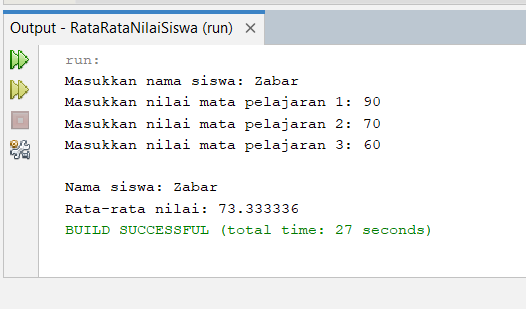 Output - RataRataNilaiSiswa (run)
run:
Masukkan nama siswa: Zabar
Masukkan nilai mata pelajaran 1: 90
Masukkan nilai mata pelajaran 2: 70
Masukkan nilai mata pelajaran 3: 60
Nama siswa: Zabar
Rata-rata nilai: 73.333336
BUILD SUCCESSFUL (total time: 27 seconds)